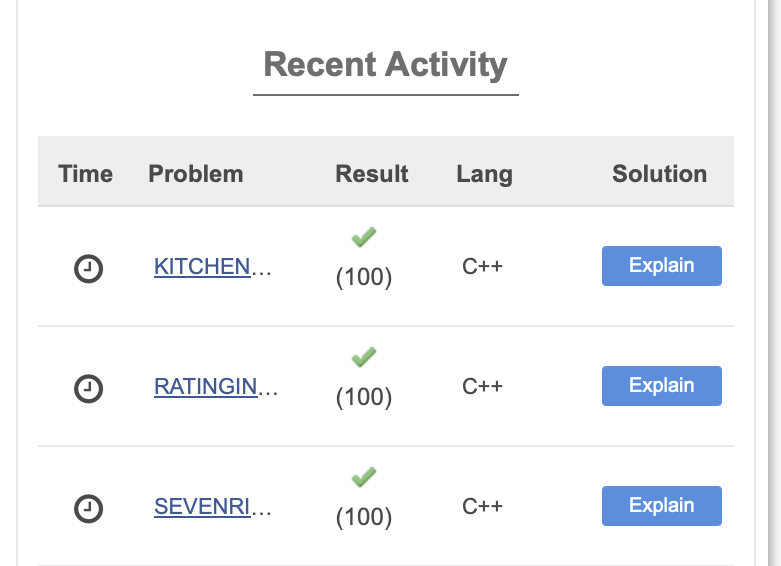 Recent Activity
Time Problem Result Lang Solution
KITCHEN... (100) C++ Explain
RATINGIN... (100) C++ Explain
SEVENRI... (100) C++ Explain